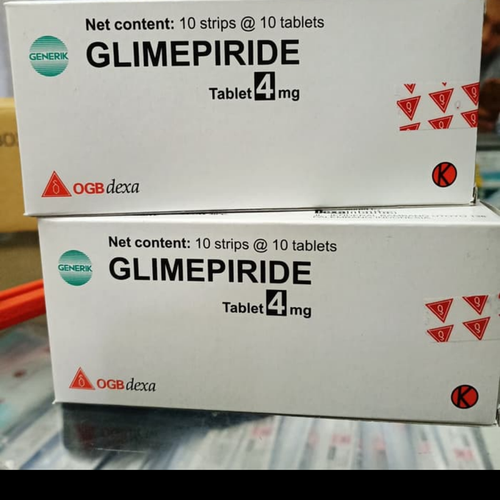 Net content: 10 strips @ 10 tablets
GENERIK
GLIMEPIRIDE
Tablet 4 mg
OGB dexa
K
Net content: 10 strips @ 10 tablets
GENERIK
GLIMEPIRIDE
Tablet 4 mg
OGB dexa
K